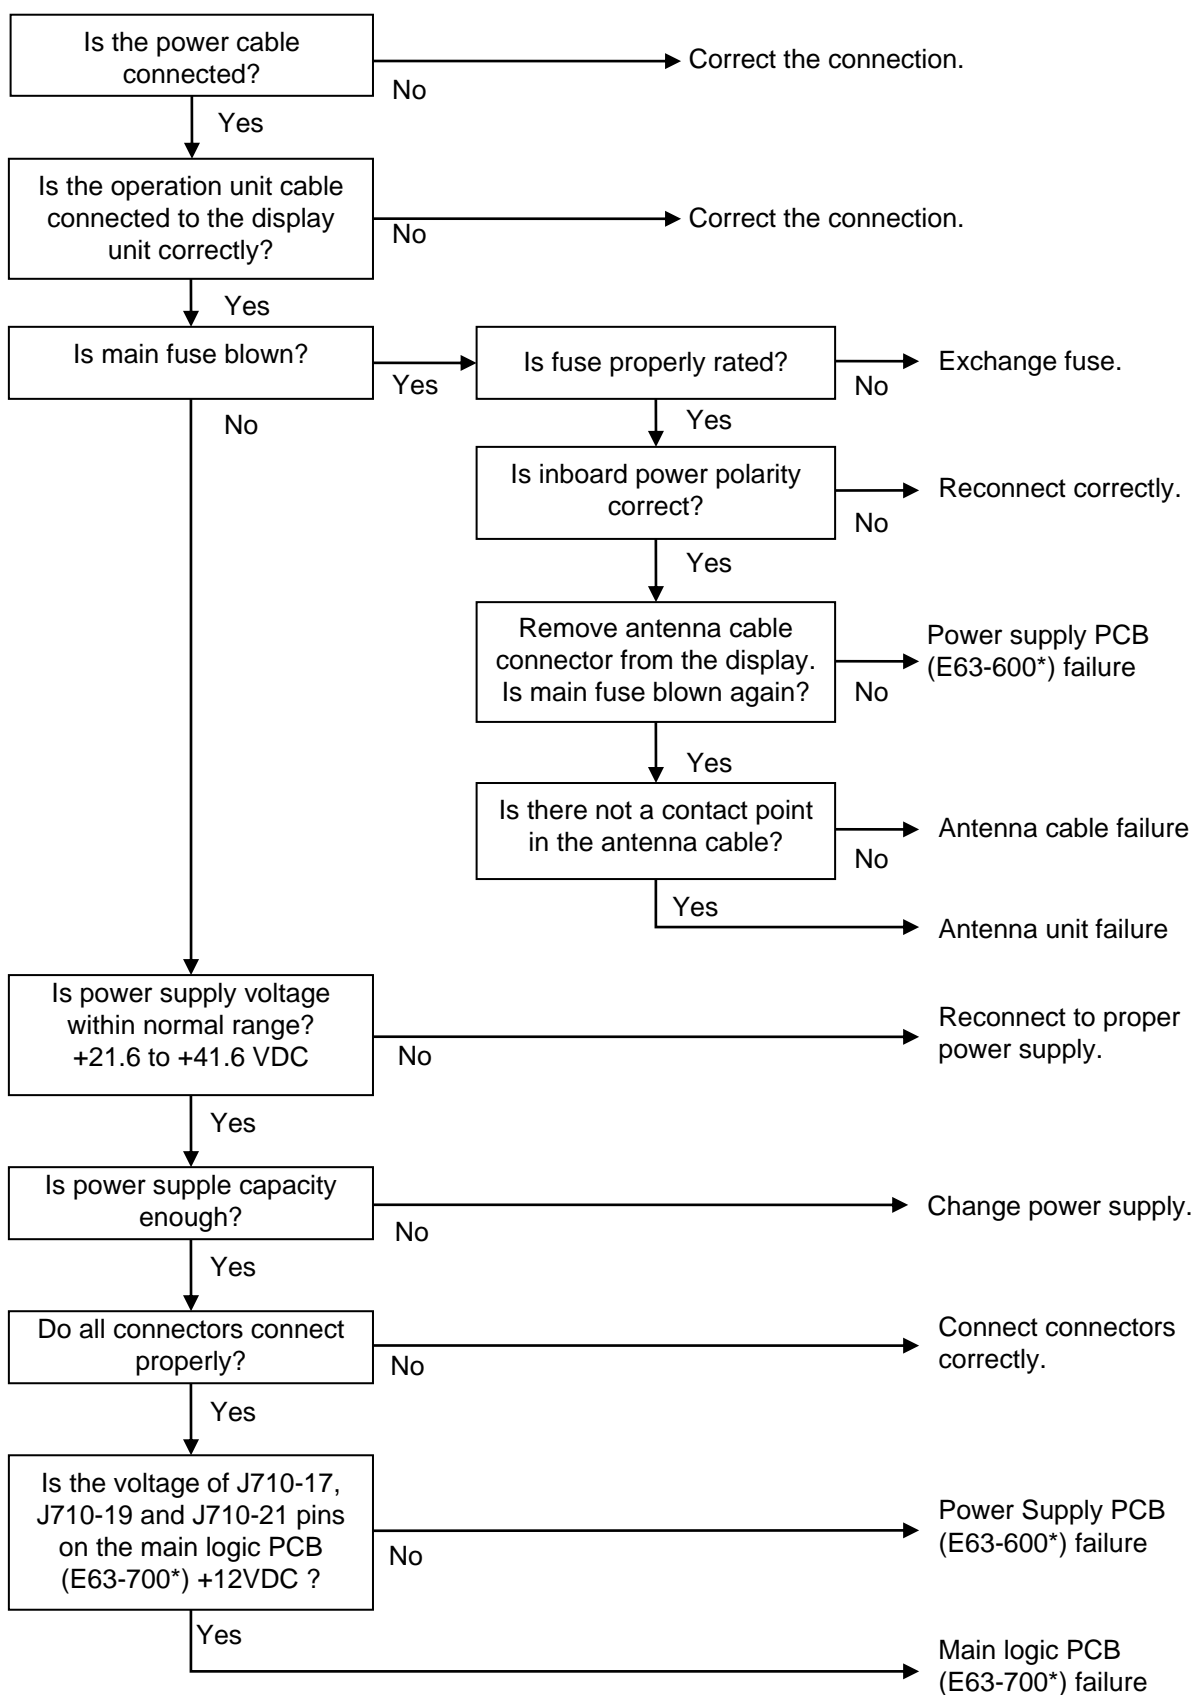 Is the power cable
connected?
No
Correct the connection.
Yes
Is the operation unit cable
connected to the display
unit correctly?
No
Correct the connection.
Yes
Is main fuse blown?
Yes
Is fuse properly rated?
No
Exchange fuse.
No
Yes
Is inboard power polarity
correct?
No
Reconnect correctly.
Yes
Remove antenna cable
connector from the display.
Is main fuse blown again?
No
Power supply PCB
(E63-600*) failure
Yes
Is there not a contact point
in the antenna cable?
No
Antenna cable failure
Yes
Antenna unit failure
Is power supply voltage
within normal range?
+21.6 to +41.6 VDC
No
Reconnect to proper
power supply.
Yes
Is power supple capacity
enough?
No
Change power supply.
Yes
Do all connectors connect
properly?
No
Connect connectors
correctly.
Yes
Is the voltage of J710-17,
J710-19 and J710-21 pins
on the main logic PCB
(E63-700*) +12VDC ?
No
Power Supply PCB
(E63-600*) failure
Yes
Main logic PCB
(E63-700*) failure